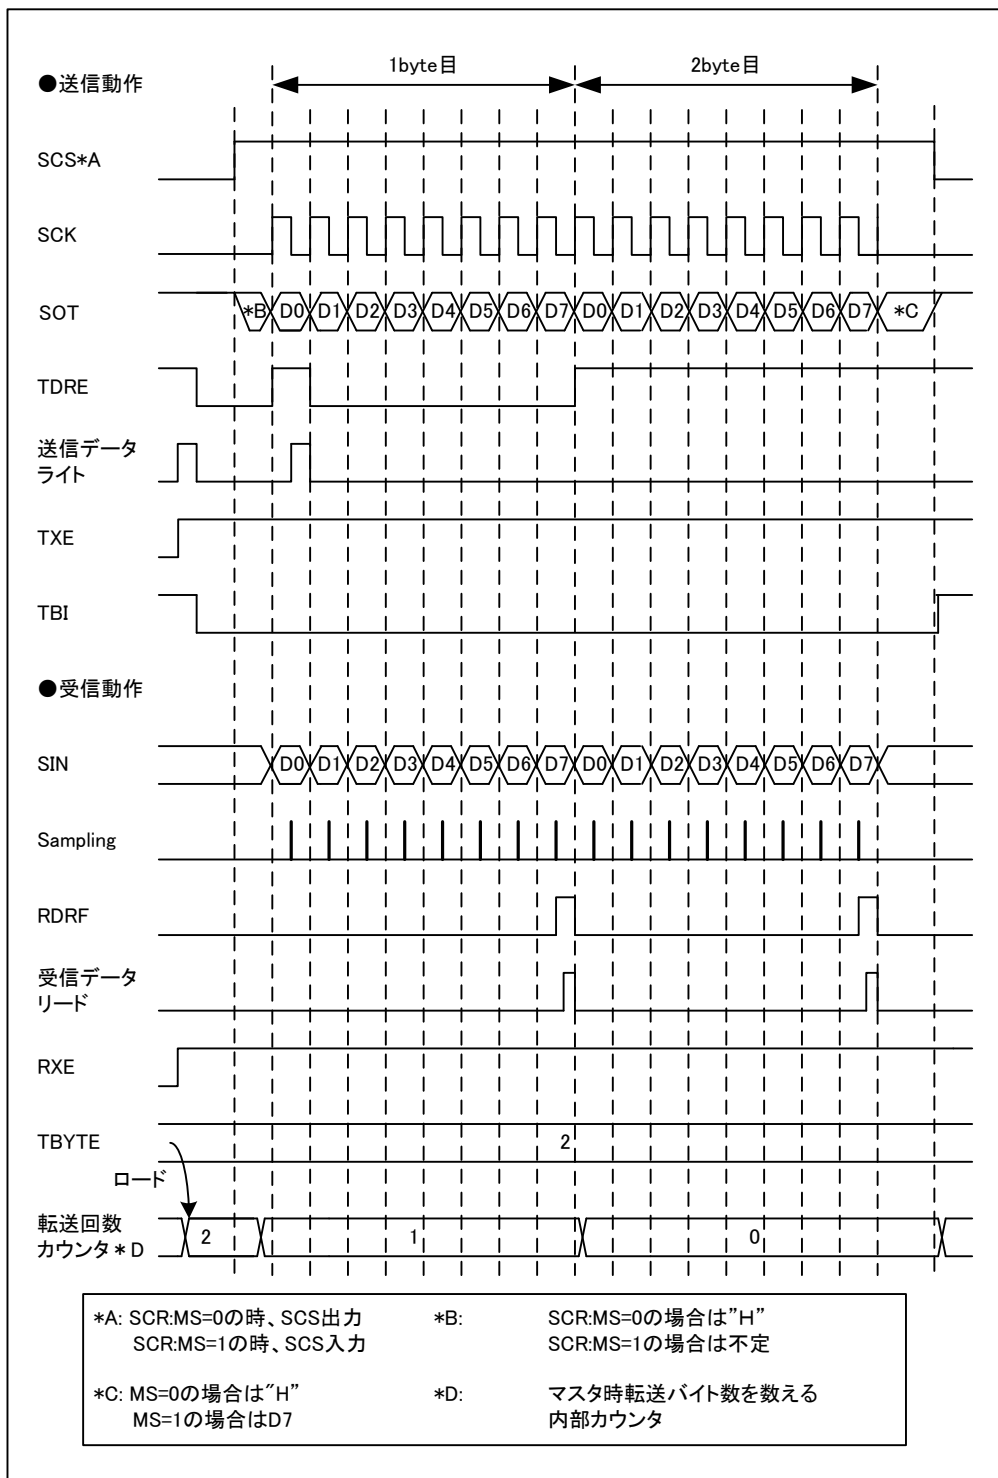 1byte目 2byte目
●送信動作
SCS*A
SCK
SOT *B D0 D1 D2 D3 D4 D5 D6 D7 D0 D1 D2 D3 D4 D5 D6 D7 *C
TDRE
送信データ
ライト
TXE
TBI
●受信動作
SIN D0 D1 D2 D3 D4 D5 D6 D7 D0 D1 D2 D3 D4 D5 D6 D7
Sampling
RDRF
受信データ
リード
RXE
TBYTE 2
ロード
転送回数
カウンタ*D 2 1 0
*A: SCR:MS=0の時、SCS出力
SCR:MS=1の時、SCS入力
*B: SCR:MS=0の場合は"H"
SCR:MS=1の場合は不定
*C: MS=0の場合は"H"
MS=1の場合はD7
*D: マスタ時転送バイト数を数える
内部カウンタ